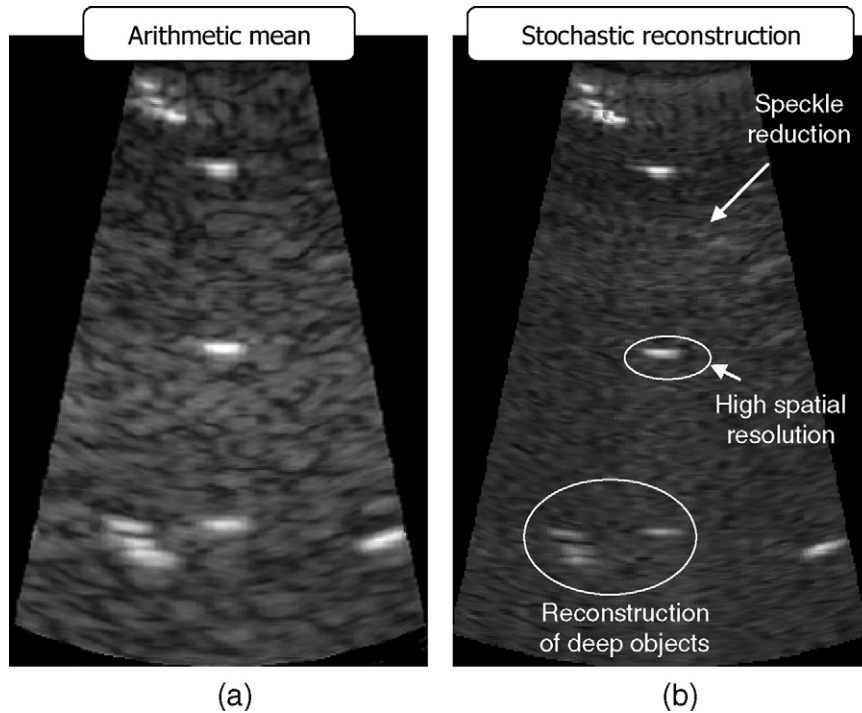 Arithmetic mean
Stochastic reconstruction
Speckle
reduction
High spatial
resolution
Reconstruction
of deep objects
(a)
(b)